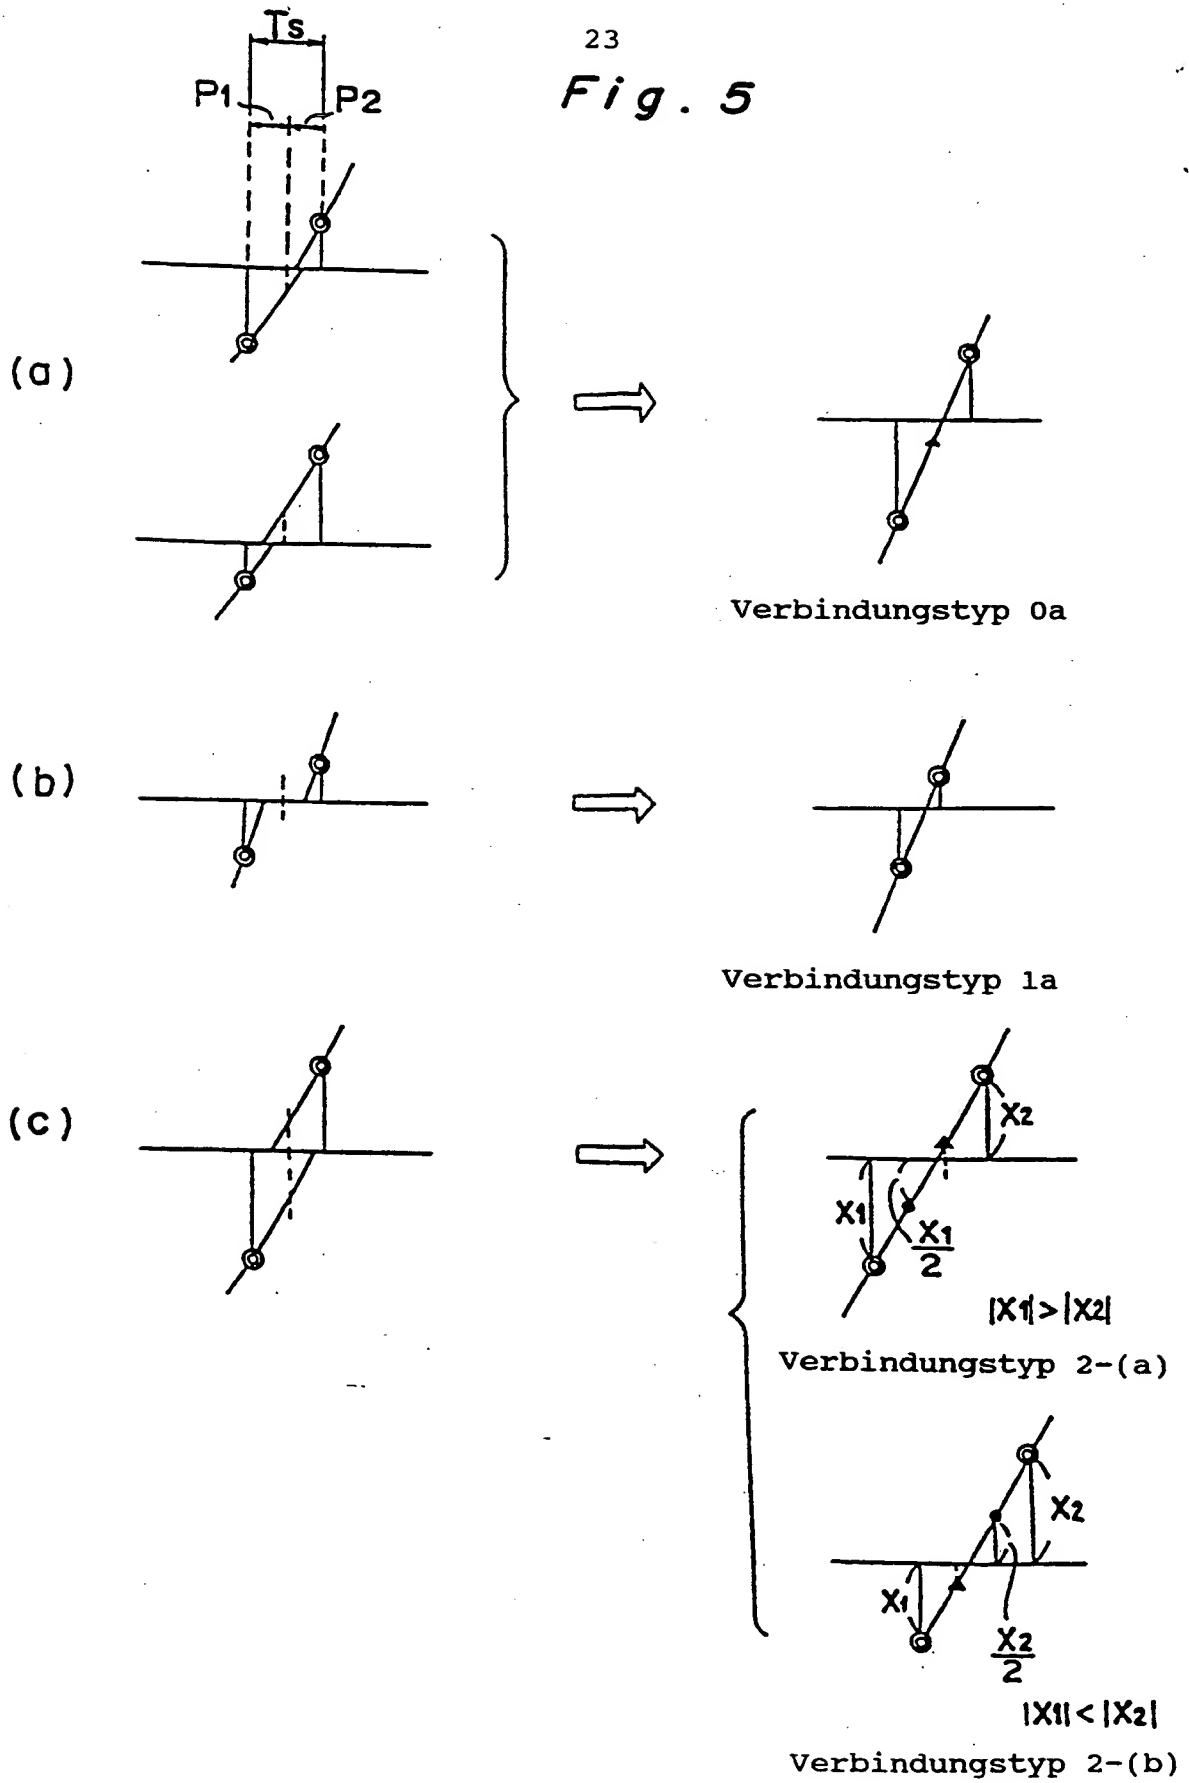 23
Fig. 5
Ts
P1 P2
(a)
Verbindungstyp 0a
(b)
Verbindungstyp 1a
(c)
X2
X1
X1/2
|X1|>|X2|
Verbindungstyp 2-(a)
X2
X1
X2/2
|X1|<|X2|
Verbindungstyp 2-(b)